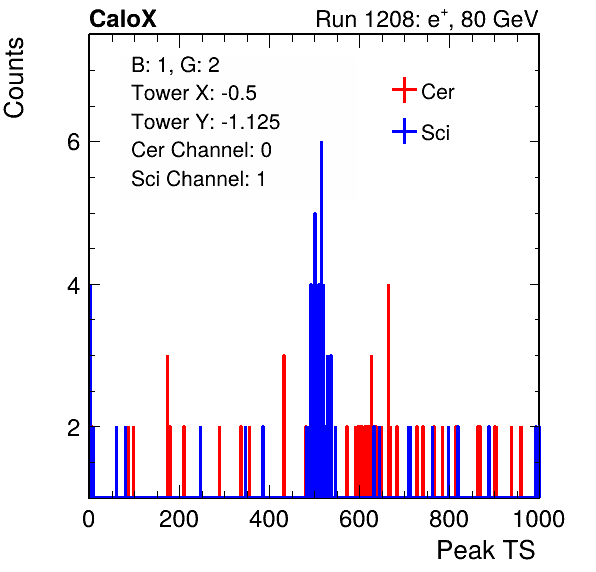 CaloX Run 1208: e⁺, 80 GeV
Counts
B: 1, G: 2
Tower X: -0.5
Tower Y: -1.125
Cer Channel: 0
Sci Channel: 1
Cer
Sci
6
4
2
0 200 400 600 800 1000
Peak TS